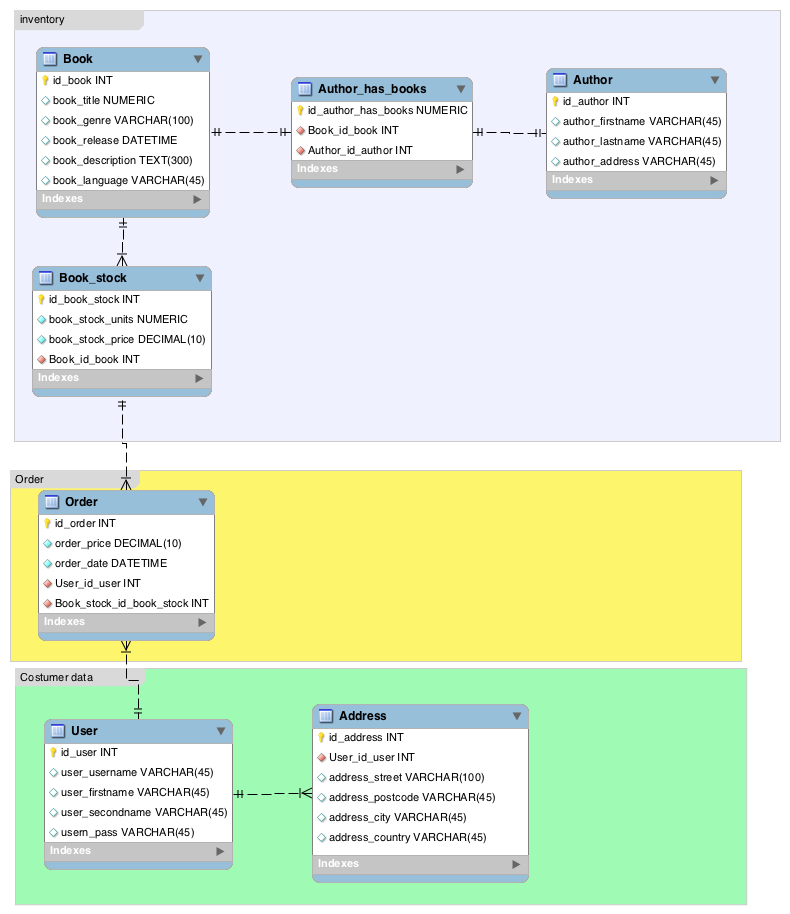 inventory
Book
id_book INT
book_title NUMERIC
book_genre VARCHAR(100)
book_release DATETIME
book_description TEXT(300)
book_language VARCHAR(45)
Indexes
Author_has_books
id_author_has_books NUMERIC
Book_id_book INT
Author_id_author INT
Indexes
Author
id_author INT
author_firstname VARCHAR(45)
author_lastname VARCHAR(45)
author_address VARCHAR(45)
Indexes
Book_stock
id_book_stock INT
book_stock_units NUMERIC
book_stock_price DECIMAL(10)
Book_id_book INT
Indexes
Order
Order
id_order INT
order_price DECIMAL(10)
order_date DATETIME
User_id_user INT
Book_stock_id_book_stock INT
Indexes
Costumer data
User
id_user INT
user_username VARCHAR(45)
user_firstname VARCHAR(45)
user_secondname VARCHAR(45)
usern_pass VARCHAR(45)
Indexes
Address
id_address INT
User_id_user INT
address_street VARCHAR(100)
address_postcode VARCHAR(45)
address_city VARCHAR(45)
address_country VARCHAR(45)
Indexes